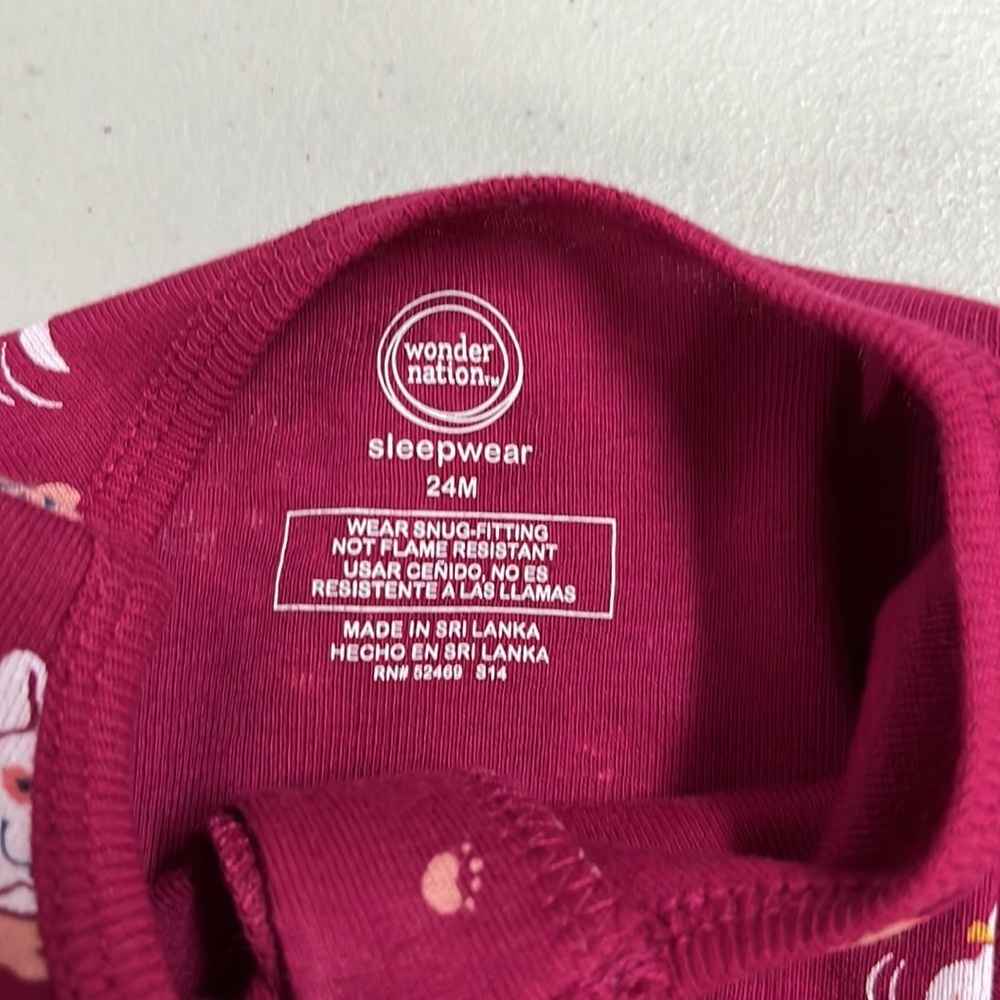 wonder
nation™
sleepwear
24M
WEAR SNUG-FITTING
NOT FLAME RESISTANT
USAR CEÑIDO, NO ES
RESISTENTE A LAS LLAMAS
MADE IN SRI LANKA
HECHO EN SRI LANKA
RN# 52469 S14